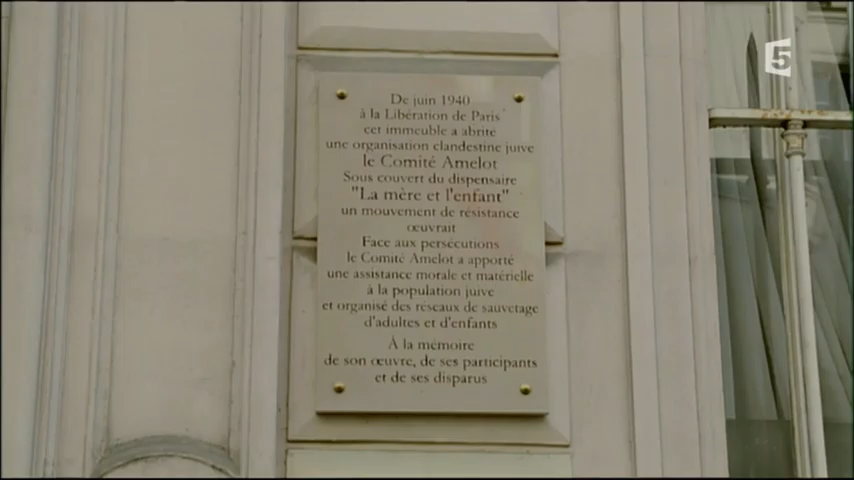 5
De juin 1940
à la Libération de Paris
cet immeuble a abrité
une organisation clandestine juive
le Comité Amelot
Sous couvert du dispensaire
"La mère et l'enfant"
un mouvement de résistance
œuvrait
Face aux persécutions
le Comité Amelot a apporté
une assistance morale et matérielle
à la population juive
et organisé des réseaux de sauvetage
d'adultes et d'enfants
À la mémoire
de son œuvre, de ses participants
et de ses disparus